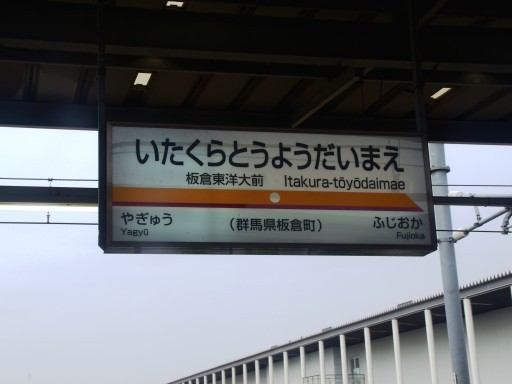 いたくらとうようだいまえ
板倉東洋大前 Itakura-tōyōdaimae
やぎゅう (群馬県板倉町) ふじおか
Yagyū Fujioka